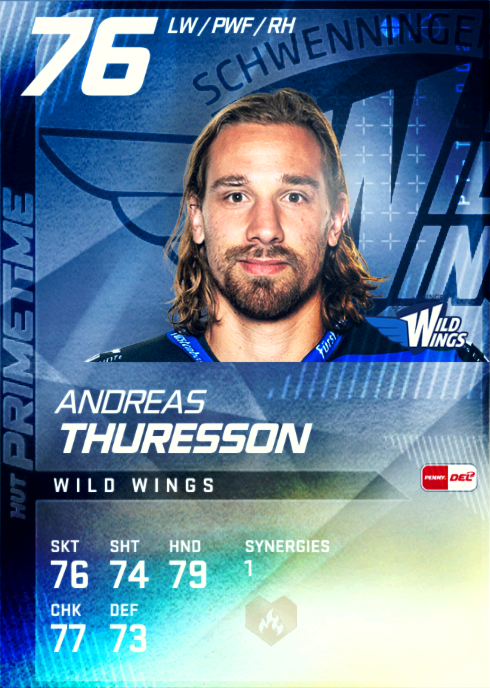 76
LW / PWF / RH
SCHWENNINGE
WILD
WINGS
HUT PRIMETIME
ANDREAS
THURESSON
WILD WINGS
PENNY DEL
SKT SHT HND SYNERGIES
76 74 79 1
CHK DEF
77 73